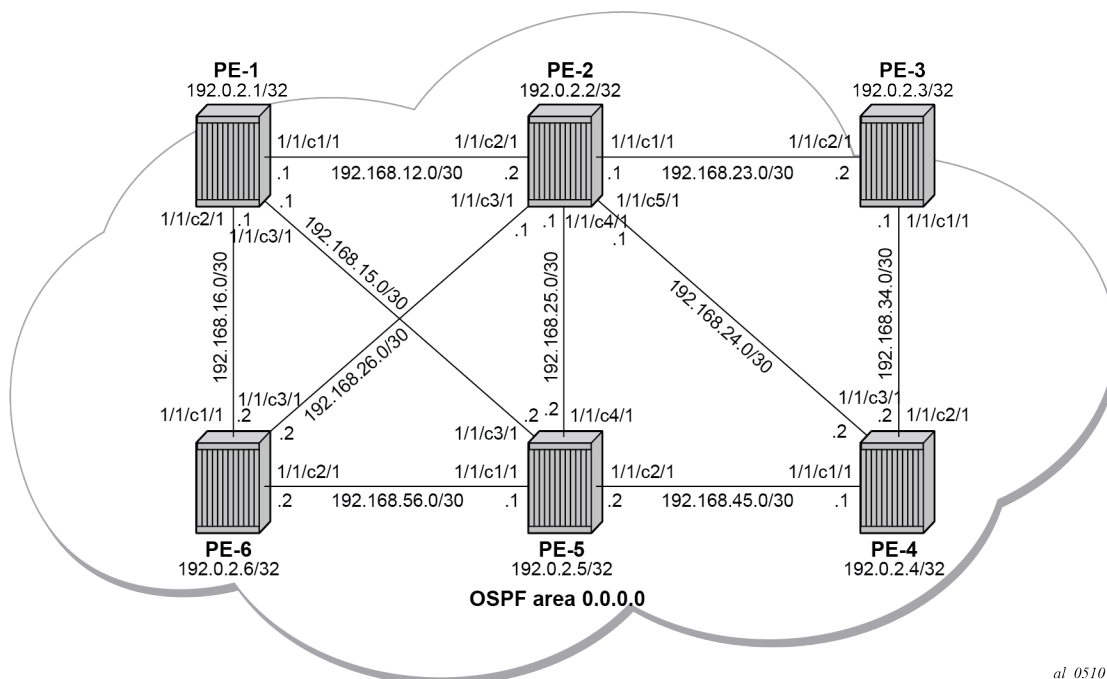 PE-1
192.0.2.1/32
PE-2
192.0.2.2/32
PE-3
192.0.2.3/32
1/1/c1/1
.1
192.168.12.0/30
1/1/c2/1
.2
1/1/c1/1
.1
192.168.23.0/30
1/1/c2/1
.2
.1
1/1/c2/1
.1
1/1/c3/1
1/1/c3/1
.1
.1
1/1/c4/1
1/1/c5/1
.1
.1
1/1/c1/1
192.168.16.0/30
192.168.15.0/30
192.168.26.0/30
192.168.25.0/30
192.168.24.0/30
192.168.34.0/30
1/1/c1/1
.2
1/1/c3/1
.2
1/1/c3/1
.2
.2
1/1/c4/1
1/1/c3/1
.2
.2
1/1/c2/1
1/1/c2/1
.2
192.168.56.0/30
1/1/c1/1
.1
1/1/c2/1
.2
192.168.45.0/30
1/1/c1/1
.1
PE-6
192.0.2.6/32
PE-5
192.0.2.5/32
PE-4
192.0.2.4/32
OSPF area 0.0.0.0
al_0510